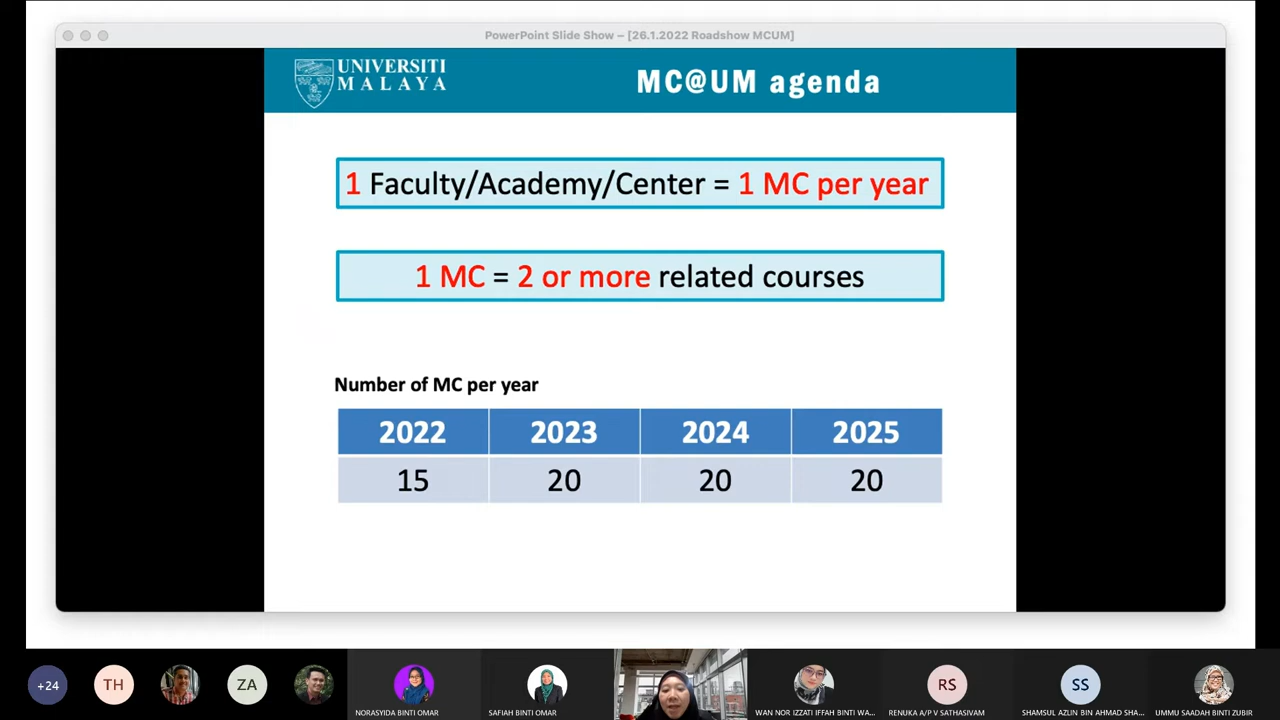 PowerPoint Slide Show – [26.1.2022 Roadshow MCUM]
UNIVERSITI
MALAYA
MC@UM agenda
1 Faculty/Academy/Center = 1 MC per year
1 MC = 2 or more related courses
Number of MC per year
2022 2023 2024 2025
15 20 20 20
+24 TH ZA RS SS
NORASYIDA BINTI OMAR SAFIAH BINTI OMAR WAN NOR IZZATI IFFAH BINTI WA... RENUKA A/P V SATHASIVAM SHAMSUL AZLIN BIN AHMAD SHA... UMMU SAADAH BINTI ZUBIR